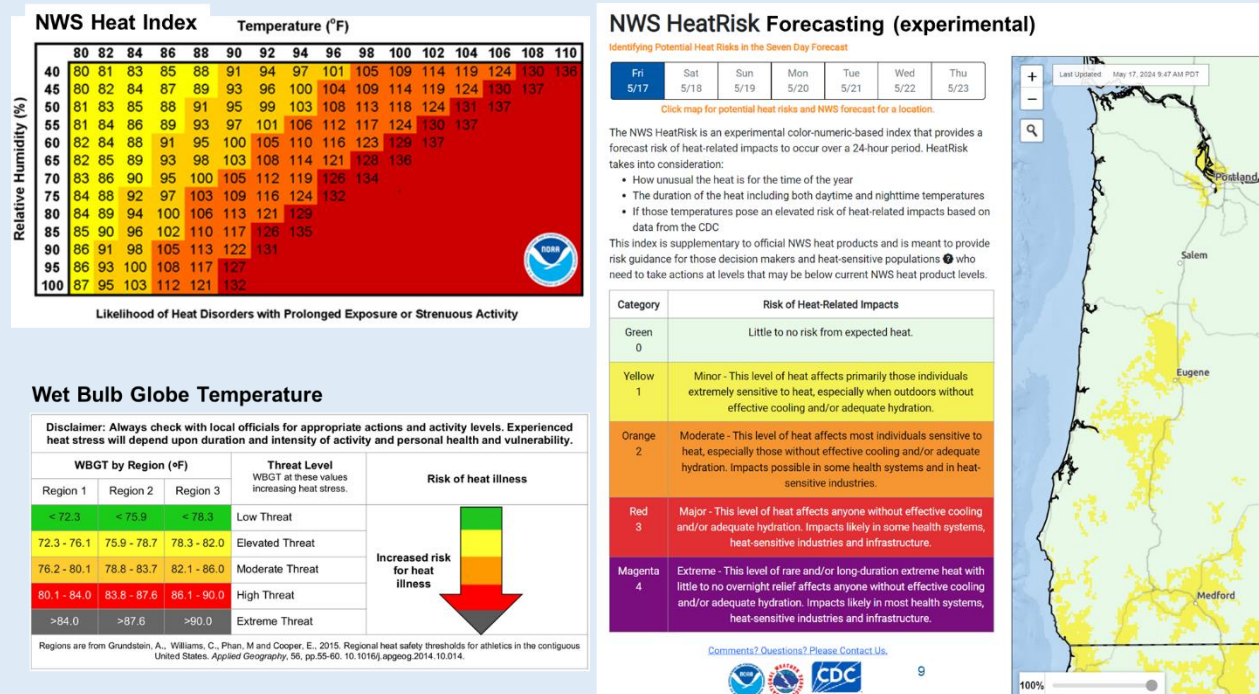 NWS Heat Index
Temperature (°F)
80 82 84 86 88 90 92 94 96 98 100 102 104 106 108 110
Relative Humidity (%)
40 80 81 83 85 88 91 94 97 101 105 109 114 119 124 130 136
45 80 82 84 87 89 93 96 100 104 109 114 119 124 130 137
50 81 83 85 88 91 95 99 103 108 113 118 124 131 137
55 81 84 86 89 93 97 101 106 112 117 124 130 137
60 82 84 88 91 95 100 105 110 116 123 129 137
65 82 85 89 93 98 103 108 114 121 128 136
70 83 86 90 95 100 105 112 119 126 134
75 84 88 92 97 103 109 116 124 132
80 84 89 94 100 106 113 121 129
85 85 90 96 102 110 117 126 135
90 86 91 98 105 113 122 131
95 86 93 100 108 117 127
100 87 95 103 112 121 132
NOAA
Likelihood of Heat Disorders with Prolonged Exposure or Strenuous Activity
Wet Bulb Globe Temperature
Disclaimer: Always check with local officials for appropriate actions and activity levels. Experienced
heat stress will depend upon duration and intensity of activity and personal health and vulnerability.
WBGT by Region (ºF)
Threat Level
WBGT at these values
increasing heat stress.
Risk of heat illness
Region 1 Region 2 Region 3
< 72.3 < 75.9 < 78.3 Low Threat
72.3 - 76.1 75.9 - 78.7 78.3 - 82.0 Elevated Threat
76.2 - 80.1 78.8 - 83.7 82.1 - 86.0 Moderate Threat
80.1 - 84.0 83.8 - 87.6 86.1 - 90.0 High Threat
>84.0 >87.6 >90.0 Extreme Threat
Increased risk
for heat
illness
Regions are from Grundstein, A., Williams, C., Phan, M and Cooper, E., 2015. Regional heat safety thresholds for athletics in the contiguous
United States. Applied Geography, 56, pp.55-60. 10.1016/j.apgeog.2014.10.014.
NWS HeatRisk Forecasting (experimental)
Identifying Potential Heat Risks in the Seven Day Forecast
Fri Sat Sun Mon Tue Wed Thu
5/17 5/18 5/19 5/20 5/21 5/22 5/23
Click map for potential heat risks and NWS forecast for a location.
The NWS HeatRisk is an experimental color-numeric-based index that provides a
forecast risk of heat-related impacts to occur over a 24-hour period. HeatRisk
takes into consideration:
• How unusual the heat is for the time of the year
• The duration of the heat including both daytime and nighttime temperatures
• If those temperatures pose an elevated risk of heat-related impacts based on
data from the CDC
This index is supplementary to official NWS heat products and is meant to provide
risk guidance for those decision makers and heat-sensitive populations ? who
need to take actions at levels that may be below current NWS heat product levels.
Category Risk of Heat-Related Impacts
Green
0
Little to no risk from expected heat.
Yellow
1
Minor - This level of heat affects primarily those individuals
extremely sensitive to heat, especially when outdoors without
effective cooling and/or adequate hydration.
Orange
2
Moderate - This level of heat affects most individuals sensitive to
heat, especially those without effective cooling and/or adequate
hydration. Impacts possible in some health systems and in heat-
sensitive industries.
Red
3
Major - This level of heat affects anyone without effective cooling
and/or adequate hydration. Impacts likely in some health systems,
heat-sensitive industries and infrastructure.
Magenta
4
Extreme - This level of rare and/or long-duration extreme heat with
little to no overnight relief affects anyone without effective cooling
and/or adequate hydration. Impacts likely in most health systems,
heat-sensitive industries and infrastructure.
Comments? Questions? Please Contact Us.
NOAA
CDC
9
+
−
Last Updated: May 17, 2024 9:47 AM PDT
Portland,
Salem
Eugene
Medford
100%